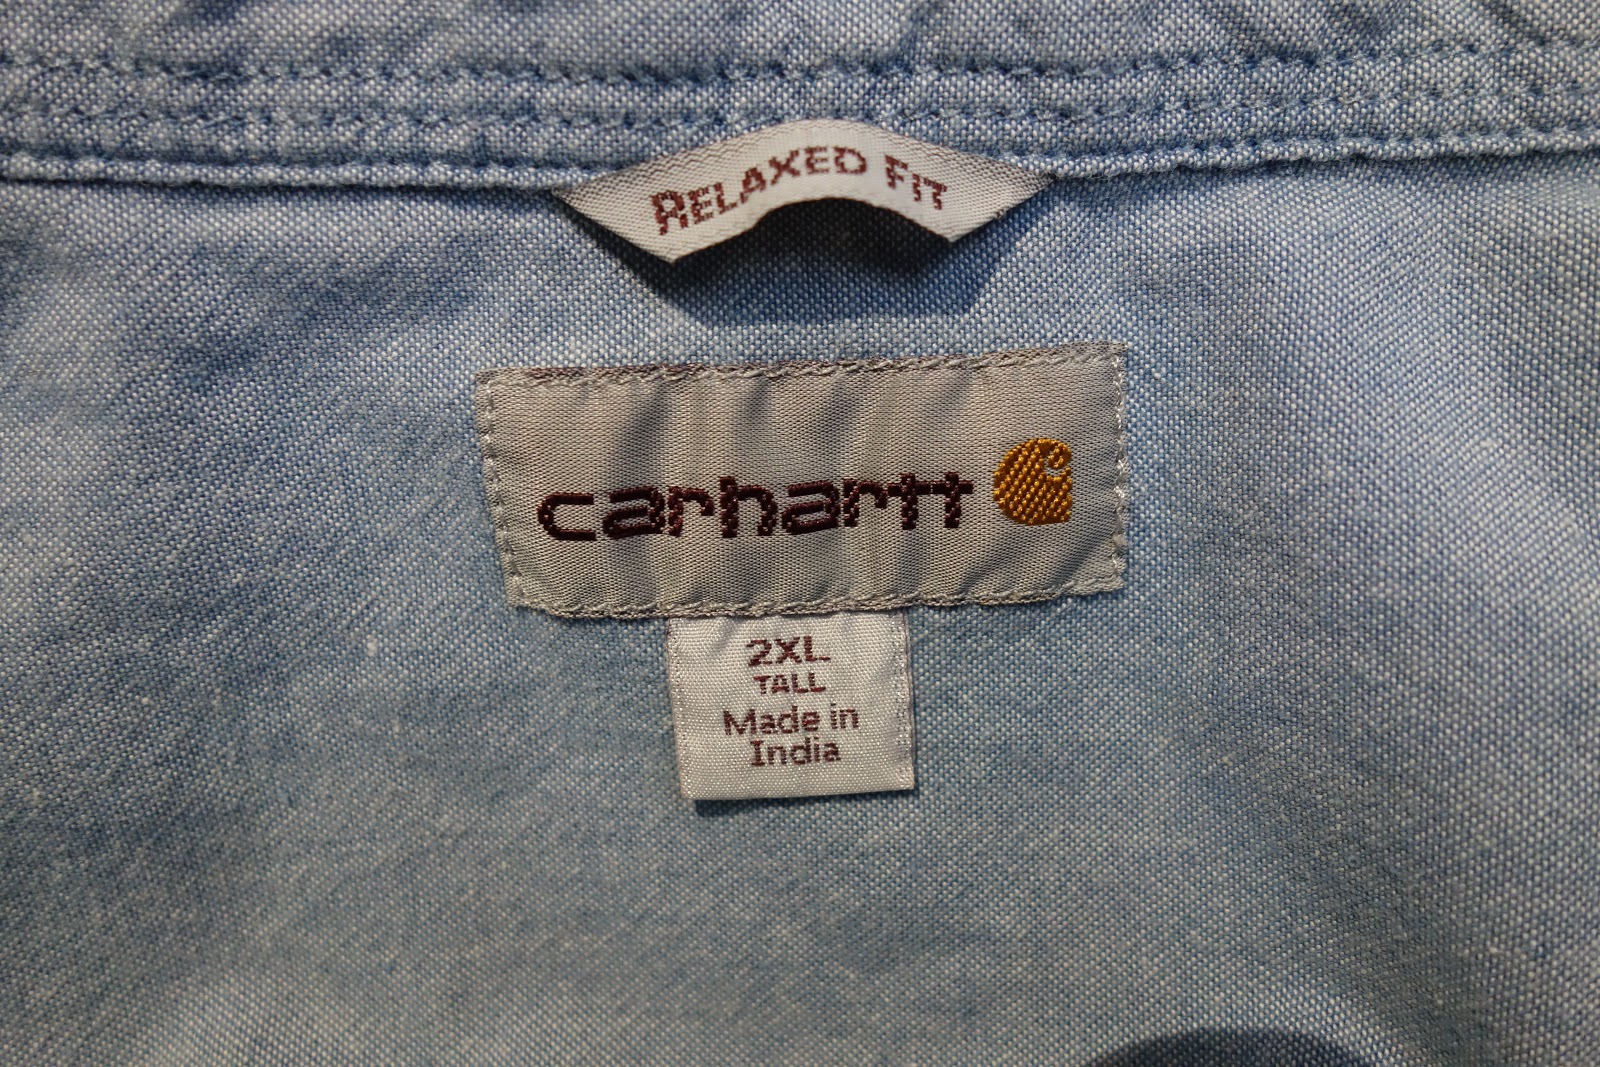 RELAXED FIT
carhartt
2XL
TALL
Made in
India